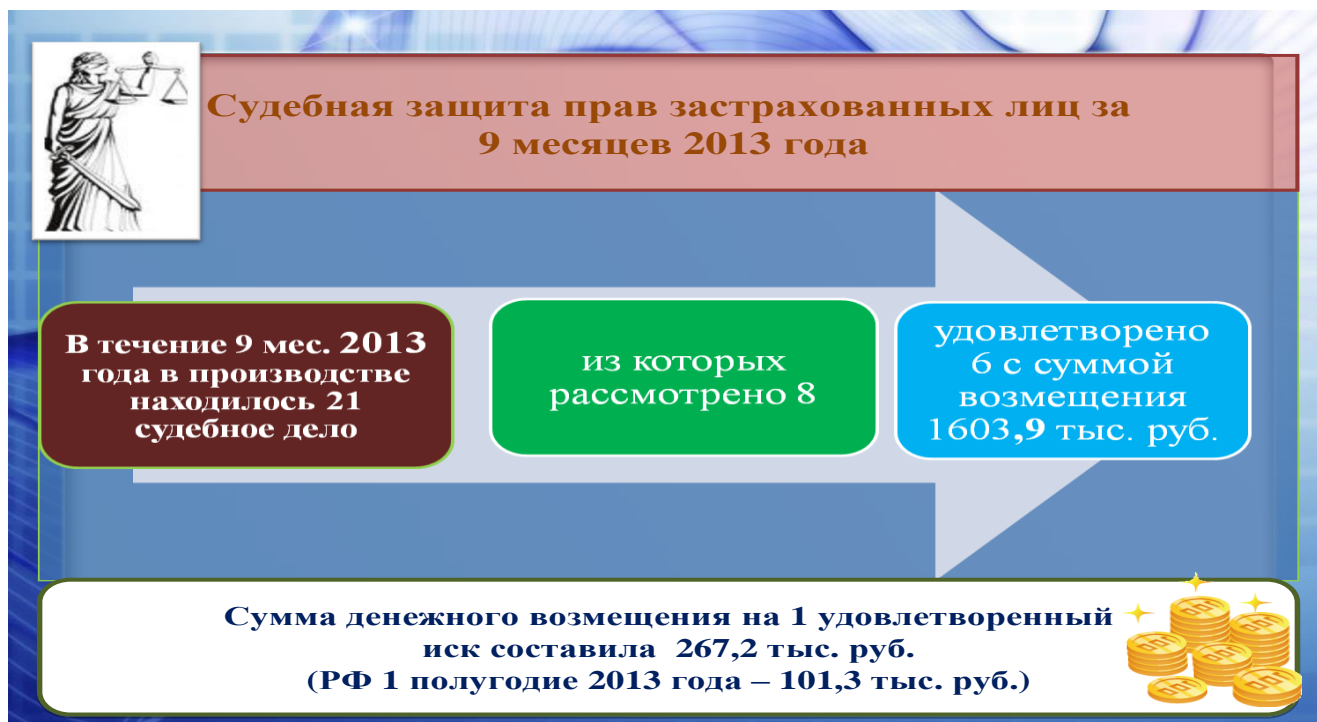 Судебная защита прав застрахованных лиц за
9 месяцев 2013 года
В течение 9 мес. 2013
года в производстве
находилось 21
судебное дело
из которых
рассмотрено 8
удовлетворено
6 с суммой
возмещения
1603,9 тыс. руб.
Сумма денежного возмещения на 1 удовлетворенный
иск составила 267,2 тыс. руб.
(РФ 1 полугодие 2013 года – 101,3 тыс. руб.)